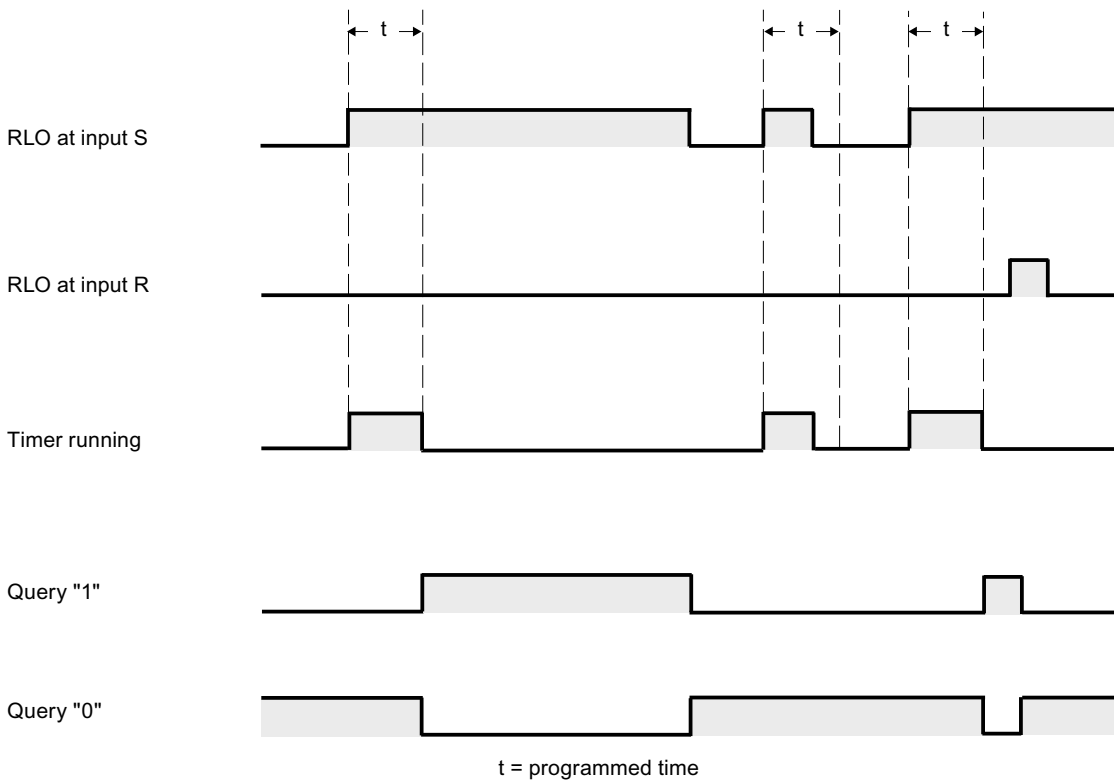 t t t
RLO at input S
RLO at input R
Timer running
Query "1"
Query "0"
t = programmed time